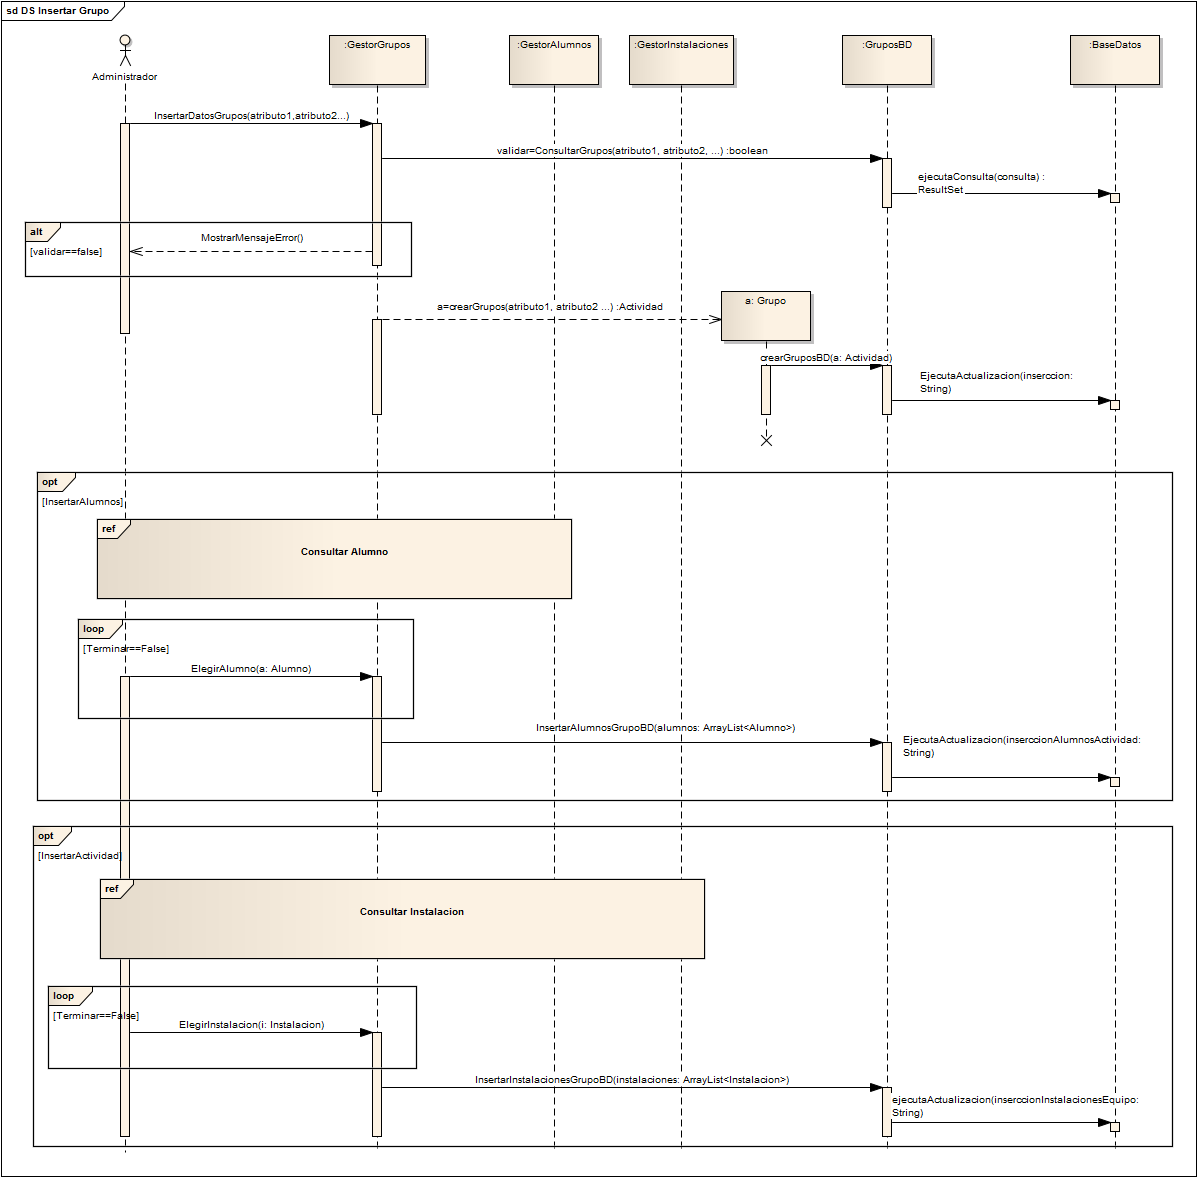 sd DS Insertar Grupo
Administrador
:GestorGrupos
:GestorAlumnos
:GestorInstalaciones
:GruposBD
:BaseDatos
InsertarDatosGrupos(atributo1,atributo2...)
validar=ConsultarGrupos(atributo1, atributo2, ...) :boolean
ejecutaConsulta(consulta) :
ResultSet
alt
[validar==false]
MostrarMensajeError()
a=crearGrupos(atributo1, atributo2 ...) :Actividad
a: Grupo
crearGruposBD(a: Actividad)
EjecutaActualizacion(inserccion:
String)
opt
[InsertarAlumnos]
ref
Consultar Alumno
loop
[Terminar==False]
ElegirAlumno(a: Alumno)
InsertarAlumnosGrupoBD(alumnos: ArrayList<Alumno>)
EjecutaActualizacion(inserccionAlumnosActividad:
String)
opt
[InsertarActividad]
ref
Consultar Instalacion
loop
[Terminar==False]
ElegirInstalacion(i: Instalacion)
InsertarInstalacionesGrupoBD(instalaciones: ArrayList<Instalacion>)
ejecutaActualizacion(inserccionInstalacionesEquipo:
String)